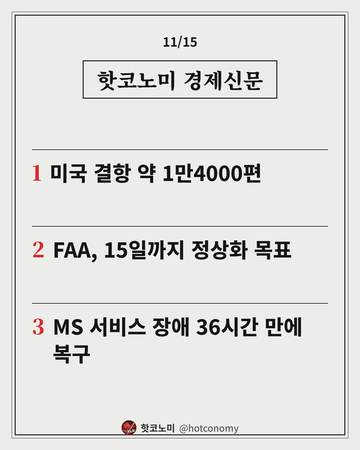 11/15
핫코노미 경제신문
1 미국 결항 약 1만4000편
2 FAA, 15일까지 정상화 목표
3 MS 서비스 장애 36시간 만에
복구
핫코노미 @hotconomy